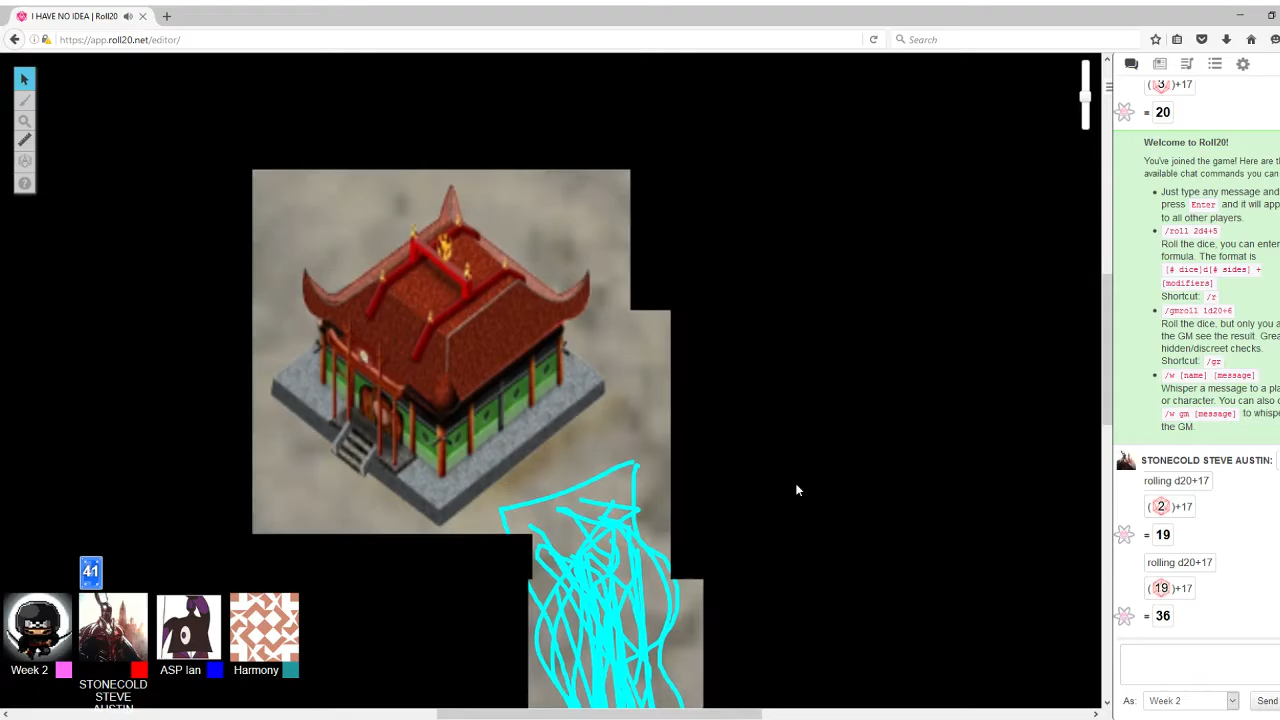 I HAVE NO IDEA | Roll20
https://app.roll20.net/editor/
Search
(3)+17
= 20
Welcome to Roll20!
You've joined the game! Here are th
available chat commands you can
Just type any message and
press Enter and it will app
to all other players.
/roll 2d4+5
Roll the dice, you can enter
formula. The format is
[# dice]d[# sides] +
[modifiers]
Shortcut: /r
/gmroll 1d20+6
Roll the dice, but only you a
the GM see the result. Grea
hidden/discreet checks.
Shortcut: /gr
/w [name] [message]
Whisper a message to a pla
or character. You can also
/w gm [message] to whisp
the GM.
STONECOLD STEVE AUSTIN:
rolling d20+17
(2)+17
= 19
rolling d20+17
(19)+17
= 36
41
Week 2
STONECOLD
STEVE
AUSTIN
ASP Ian
Harmony
As: Week 2 Send